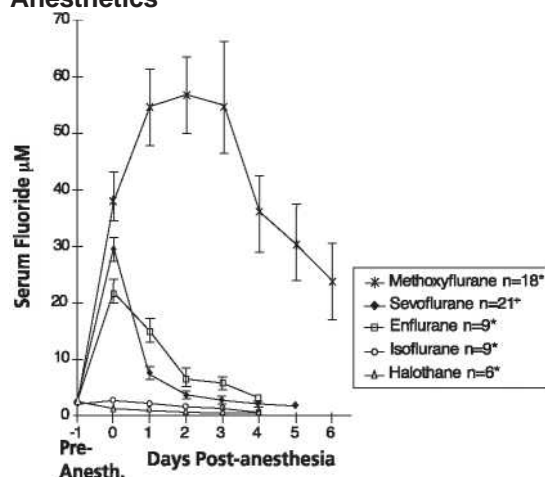 Anesthetics
70
60
50
40
30
20
10
0
Serum Fluoride µM
-1 0 1 2 3 4 5 6
Pre-
Anesth.
Days Post-anesthesia
Methoxyflurane n=18*
Sevoflurane n=21+
Enflurane n=9*
Isoflurane n=9*
Halothane n=6*